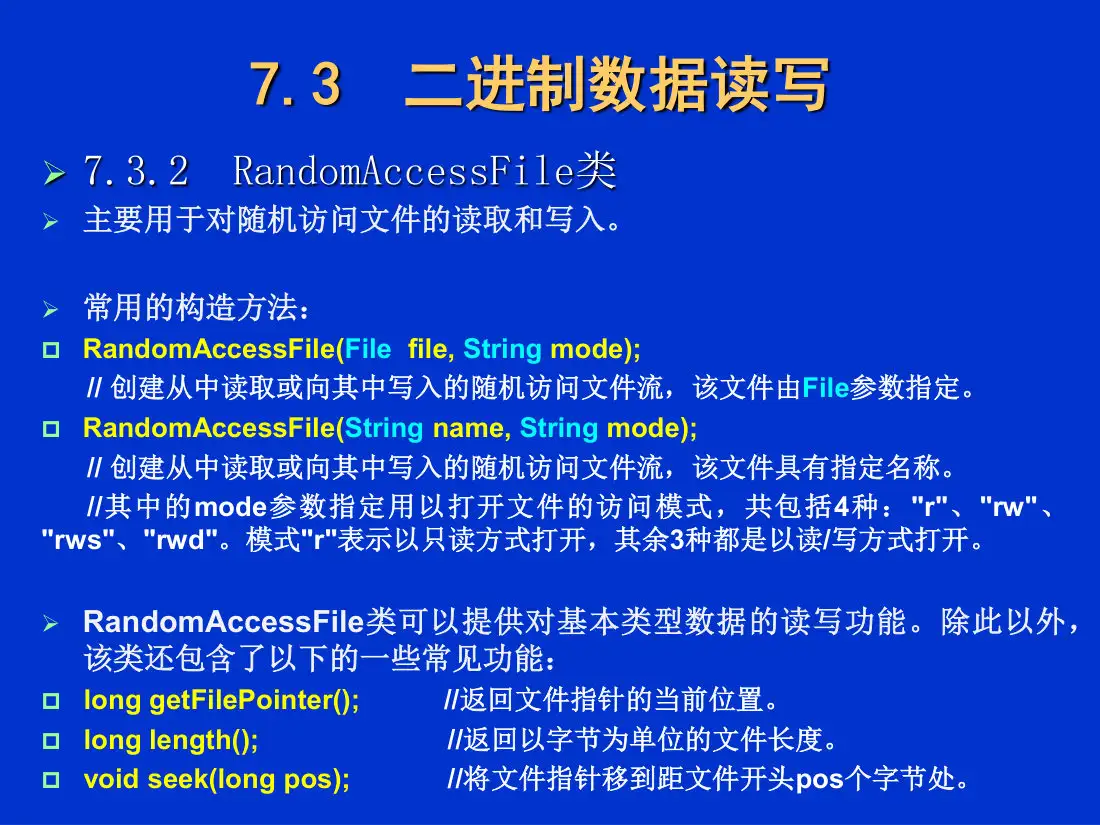 7.3 二进制数据读写
7.3.2 RandomAccessFile类
主要用于对随机访问文件的读取和写入。
常用的构造方法：
RandomAccessFile(File file, String mode);
// 创建从中读取或向其中写入的随机访问文件流，该文件由File参数指定。
RandomAccessFile(String name, String mode);
// 创建从中读取或向其中写入的随机访问文件流，该文件具有指定名称。
//其中的mode参数指定用以打开文件的访问模式，共包括4种："r"、"rw"、
"rws"、"rwd"。模式"r"表示以只读方式打开，其余3种都是以读/写方式打开。
RandomAccessFile类可以提供对基本类型数据的读写功能。除此以外，
该类还包含了以下的一些常见功能：
long getFilePointer(); //返回文件指针的当前位置。
long length(); //返回以字节为单位的文件长度。
void seek(long pos); //将文件指针移到距文件开头pos个字节处。